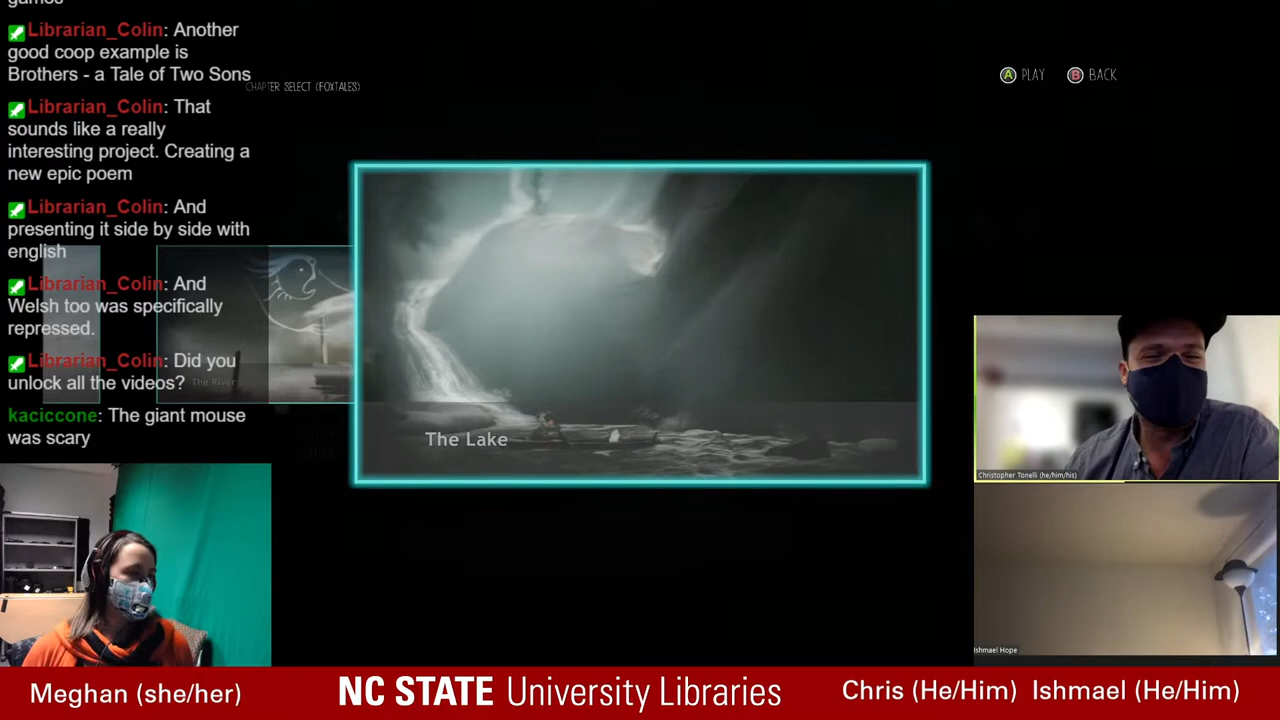 games
Librarian_Colin: Another
good coop example is
Brothers - a Tale of Two Sons
Librarian_Colin: That
sounds like a really
interesting project. Creating a
new epic poem
Librarian_Colin: And
presenting it side by side with
english
Librarian_Colin: And
Welsh too was specifically
repressed.
Librarian_Colin: Did you
unlock all the videos?
kaciccone: The giant mouse
was scary
CHAPTER SELECT (FOXTALES)
A PLAY B BACK
The River
The Lake
Christopher Tonelli (he/him/his)
Ishmael Hope
Meghan (she/her)
NC STATE University Libraries
Chris (He/Him) Ishmael (He/Him)